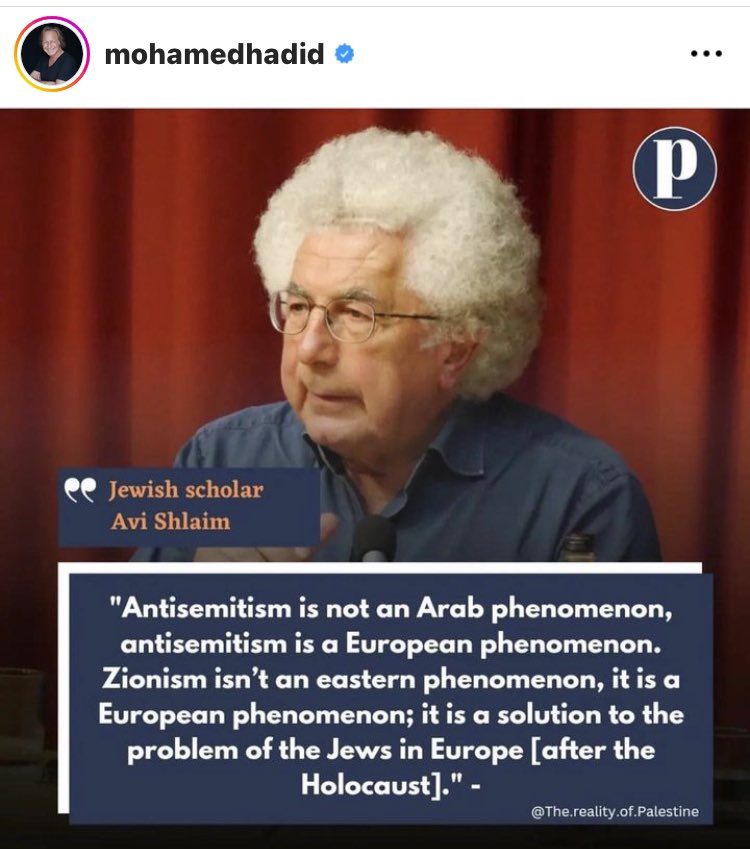 mohamedhadid
p
Jewish scholar
Avi Shlaim
"Antisemitism is not an Arab phenomenon,
antisemitism is a European phenomenon.
Zionism isn’t an eastern phenomenon, it is a
European phenomenon; it is a solution to the
problem of the Jews in Europe [after the
Holocaust]." -
@The.reality.of.Palestine